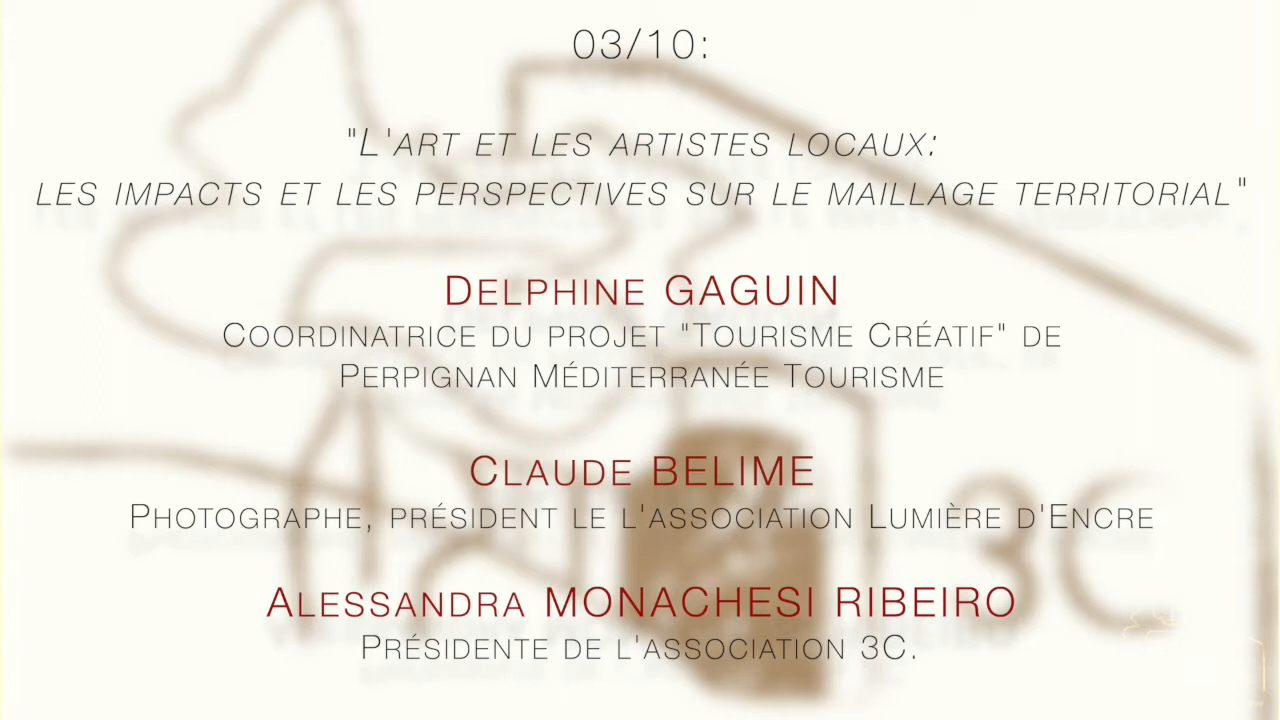 03/10:
"L'ART ET LES ARTISTES LOCAUX:
LES IMPACTS ET LES PERSPECTIVES SUR LE MAILLAGE TERRITORIAL"
DELPHINE GAGUIN
COORDINATRICE DU PROJET "TOURISME CRÉATIF" DE
PERPIGNAN MÉDITERRANÉE TOURISME
CLAUDE BELIME
PHOTOGRAPHE, PRÉSIDENT LE L'ASSOCIATION LUMIÈRE D'ENCRE
3C
ALESSANDRA MONACHESI RIBEIRO
PRÉSIDENTE DE L'ASSOCIATION 3C.